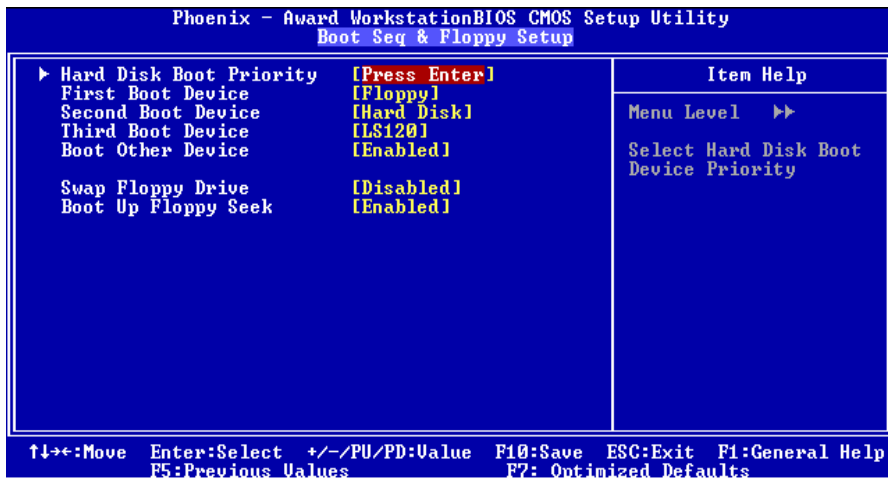 Phoenix - Award WorkstationBIOS CMOS Setup Utility
Boot Seq & Floppy Setup
▶ Hard Disk Boot Priority [Press Enter]
First Boot Device [Floppy]
Second Boot Device [Hard Disk]
Third Boot Device [LS120]
Boot Other Device [Enabled]
Swap Floppy Drive [Disabled]
Boot Up Floppy Seek [Enabled]
Item Help
Menu Level ▶▶
Select Hard Disk Boot
Device Priority
↑↓→←:Move Enter:Select +/-/PU/PD:Value F10:Save ESC:Exit F1:General Help
F5:Previous Values F7: Optimized Defaults